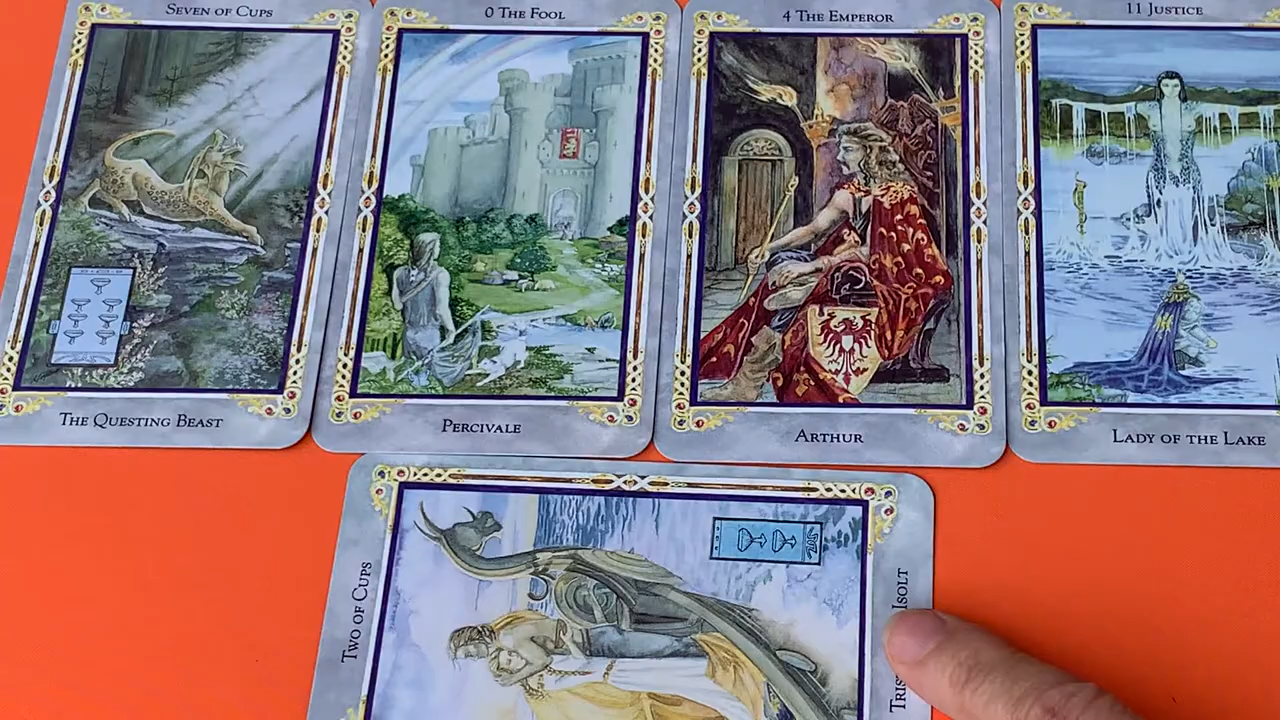 Seven of Cups
0 The Fool
4 The Emperor
11 Justice
The Questing Beast
Percivale
Arthur
Lady of the Lake
Two of Cups
Isolt